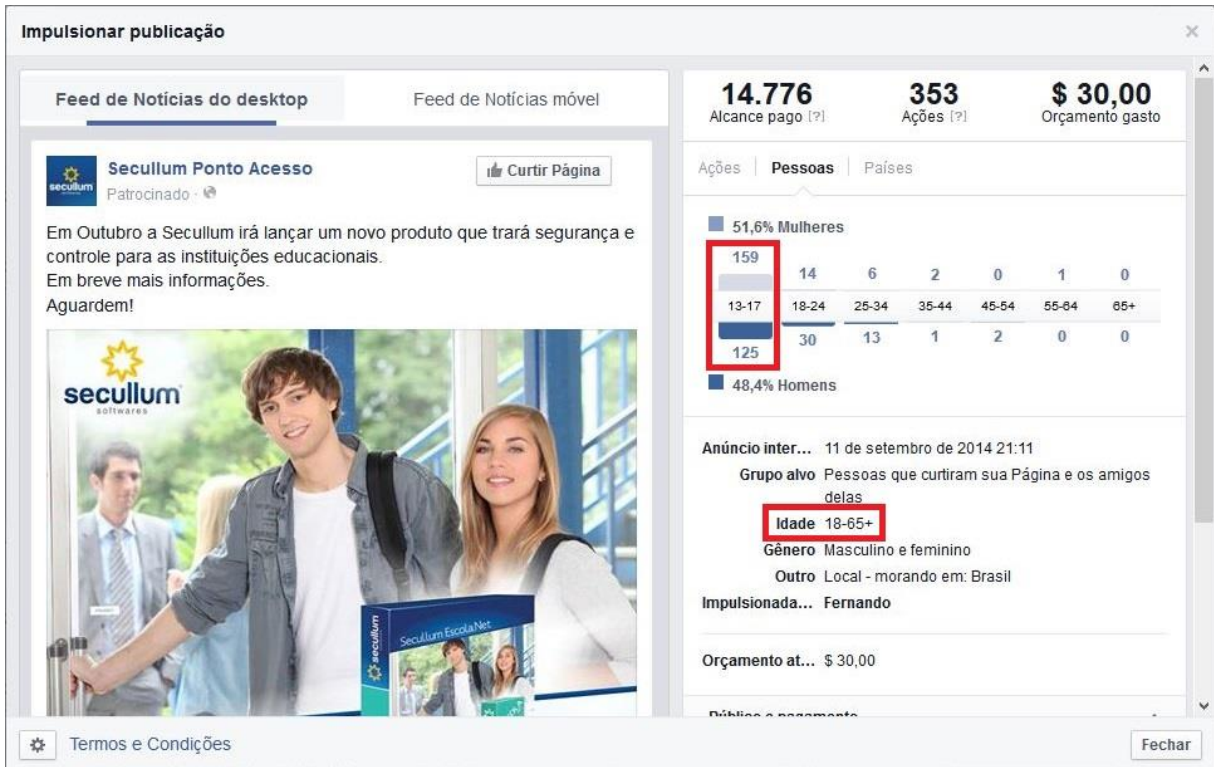 Impulsionar publicação
Feed de Notícias do desktop
Feed de Notícias móvel
secullum
Secullum Ponto Acesso
Patrocinado
Curtir Página
Em Outubro a Secullum irá lançar um novo produto que trará segurança e
controle para as instituições educacionais.
Em breve mais informações.
Aguardem!
secullum
softwares
secullum
Secullum Escola.Net
14.776
Alcance pago [?]
353
Ações [?]
$ 30,00
Orçamento gasto
Ações | Pessoas | Países
51,6% Mulheres
159 14 6 2 0 1 0
13-17 18-24 25-34 35-44 45-54 55-64 65+
125 30 13 1 2 0 0
48,4% Homens
Anúncio inter... 11 de setembro de 2014 21:11
Grupo alvo Pessoas que curtiram sua Página e os amigos
delas
Idade 18-65+
Gênero Masculino e feminino
Outro Local - morando em: Brasil
Impulsionada... Fernando
Orçamento at... $ 30,00
Público e pagamento
Termos e Condições
Fechar